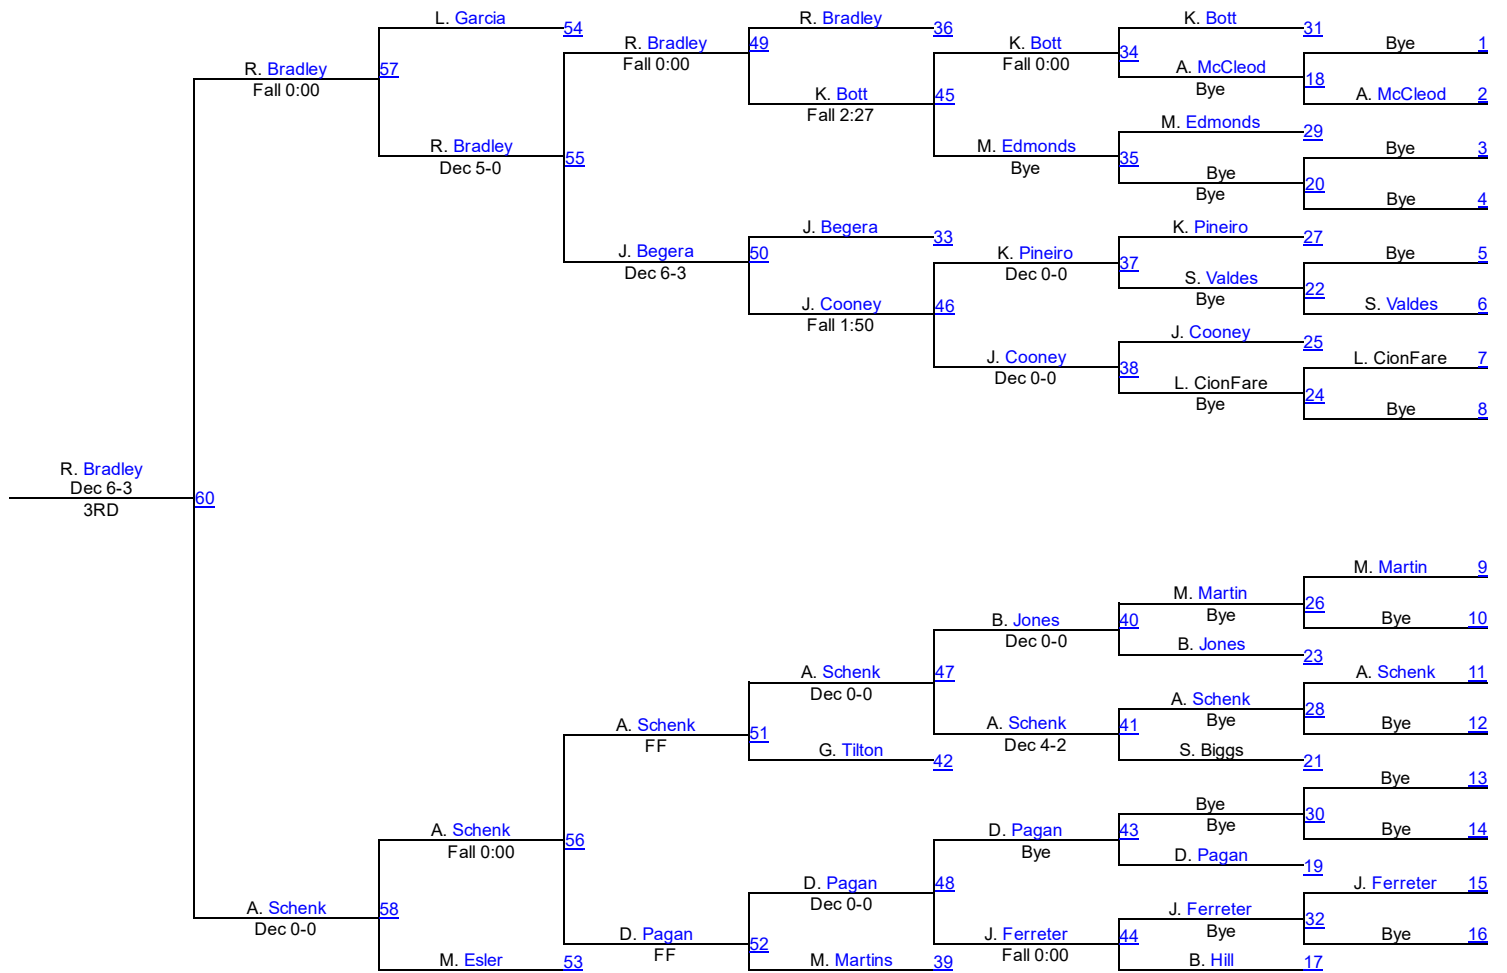 L. Garcia
54
R. Bradley
36
K. Bott
31
R. Bradley
49
Fall 0:00
K. Bott
34
Fall 0:00
Bye
1
R. Bradley
57
Fall 0:00
A. McCleod
18
Bye
K. Bott
45
Fall 2:27
A. McCleod
2
M. Edmonds
29
R. Bradley
55
Dec 5-0
M. Edmonds
35
Bye
Bye
3
Bye
20
Bye
Bye
4
J. Begera
33
K. Pineiro
27
J. Begera
50
Dec 6-3
K. Pineiro
37
Dec 0-0
Bye
5
S. Valdes
22
Bye
J. Cooney
46
Fall 1:50
S. Valdes
6
J. Cooney
25
J. Cooney
38
Dec 0-0
L. CionFare
7
L. CionFare
24
Bye
Bye
8
R. Bradley
Dec 6-3
60
3RD
M. Martin
9
M. Martin
26
Bye
B. Jones
40
Dec 0-0
Bye
10
B. Jones
23
A. Schenk
47
Dec 0-0
A. Schenk
11
A. Schenk
28
Bye
A. Schenk
51
FF
A. Schenk
41
Dec 4-2
Bye
12
G. Tilton
42
S. Biggs
21
Bye
13
Bye
30
Bye
A. Schenk
56
Fall 0:00
D. Pagan
43
Bye
Bye
14
D. Pagan
19
D. Pagan
48
Dec 0-0
J. Ferreter
15
A. Schenk
58
Dec 0-0
J. Ferreter
32
Bye
D. Pagan
52
FF
J. Ferreter
44
Fall 0:00
Bye
16
M. Esler
53
M. Martins
39
B. Hill
17